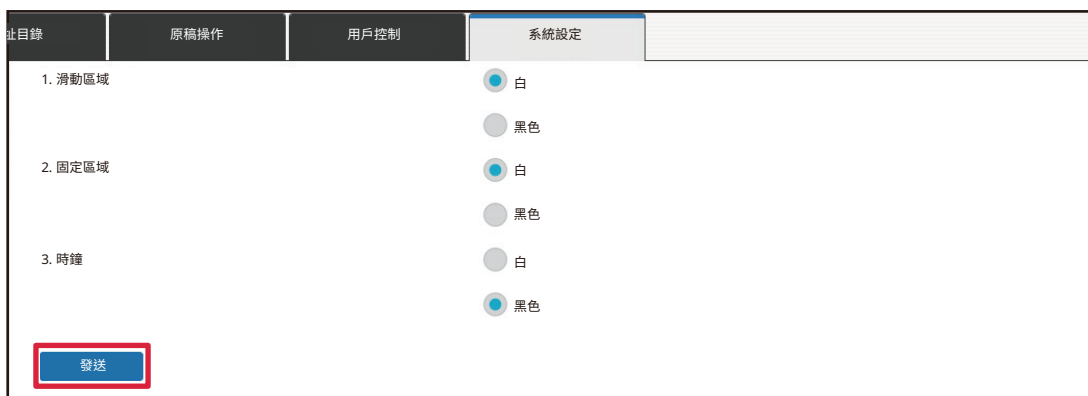 址目錄 原稿操作 用戶控制 系統設定
1. 滑動區域 白
黑色
2. 固定區域 白
黑色
3. 時鐘 白
黑色
發送